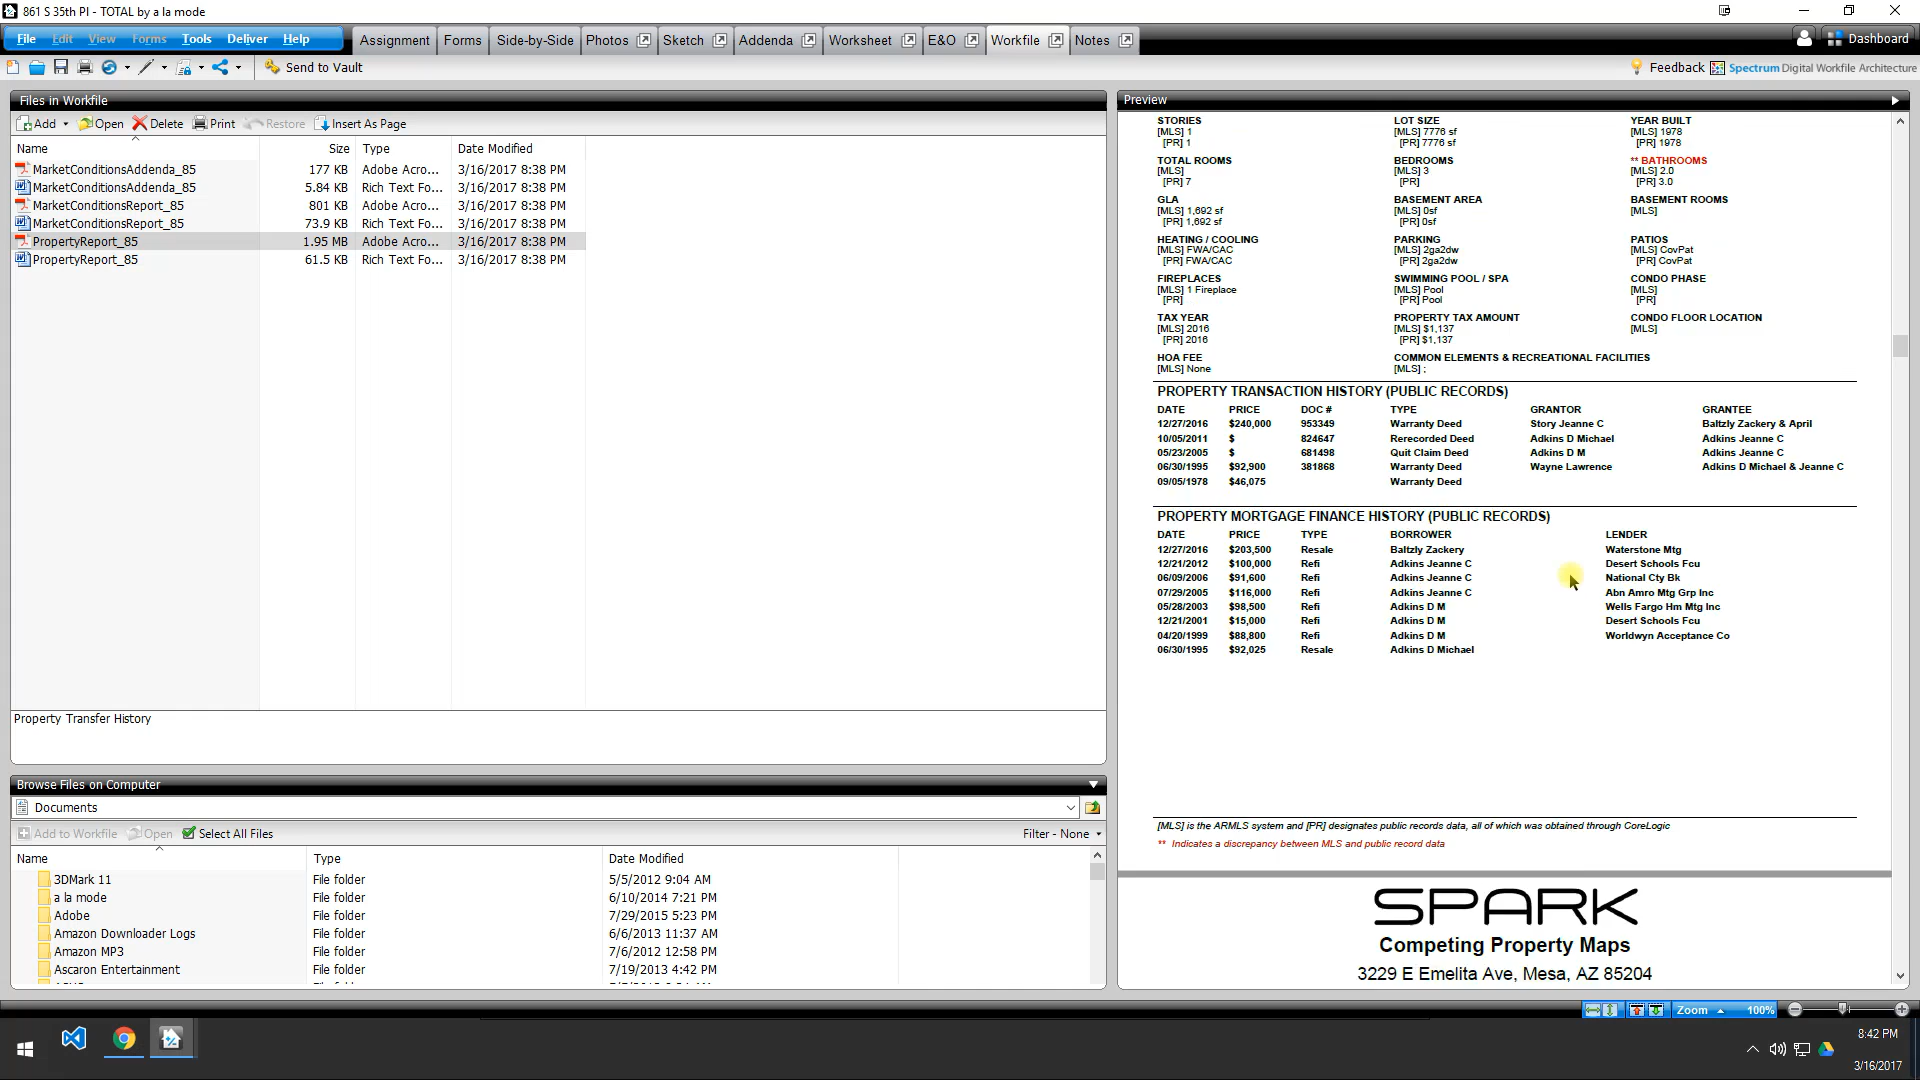 861 S 35th Pl - TOTAL by a la mode
File Edit View Forms Tools Deliver Help
Assignment Forms Side-by-Side Photos Sketch Addenda Worksheet E&O Workfile Notes
Dashboard
Send to Vault
Feedback Spectrum Digital Workfile Architecture
Files in Workfile
Add Open Delete Print Restore Insert As Page
Name Size Type Date Modified
MarketConditionsAddenda_85 177 KB Adobe Acro... 3/16/2017 8:38 PM
MarketConditionsAddenda_85 5.84 KB Rich Text Fo... 3/16/2017 8:38 PM
MarketConditionsReport_85 801 KB Adobe Acro... 3/16/2017 8:38 PM
MarketConditionsReport_85 73.9 KB Rich Text Fo... 3/16/2017 8:38 PM
PropertyReport_85 1.95 MB Adobe Acro... 3/16/2017 8:38 PM
PropertyReport_85 61.5 KB Rich Text Fo... 3/16/2017 8:38 PM
Property Transfer History
Browse Files on Computer
Documents
Add to Workfile Open Select All Files Filter - None
Name Type Date Modified
3DMark 11 File folder 5/5/2012 9:04 AM
a la mode File folder 6/10/2014 7:21 PM
Adobe File folder 7/29/2015 5:23 PM
Amazon Downloader Logs File folder 6/6/2013 11:37 AM
Amazon MP3 File folder 7/6/2012 12:58 PM
Ascaron Entertainment File folder 7/19/2013 4:42 PM
Preview
STORIES LOT SIZE YEAR BUILT
[MLS] 1 [MLS] 7776 sf [MLS] 1978
[PR] 1 [PR] 7776 sf [PR] 1978
TOTAL ROOMS BEDROOMS ** BATHROOMS
[MLS] [MLS] 3 [MLS] 2.0
[PR] 7 [PR] [PR] 3.0
GLA BASEMENT AREA BASEMENT ROOMS
[MLS] 1,692 sf [MLS] 0sf [MLS]
[PR] 1,692 sf [PR] 0sf
HEATING / COOLING PARKING PATIOS
[MLS] FWA/CAC [MLS] 2ga2dw [MLS] CovPat
[PR] FWA/CAC [PR] 2ga2dw [PR] CovPat
FIREPLACES SWIMMING POOL / SPA CONDO PHASE
[MLS] 1 Fireplace [MLS] Pool [MLS]
[PR] [PR] Pool [PR]
TAX YEAR PROPERTY TAX AMOUNT CONDO FLOOR LOCATION
[MLS] 2016 [MLS] $1,137 [MLS]
[PR] 2016 [PR] $1,137
HOA FEE COMMON ELEMENTS & RECREATIONAL FACILITIES
[MLS] None [MLS] ;
PROPERTY TRANSACTION HISTORY (PUBLIC RECORDS)
DATE PRICE DOC # TYPE GRANTOR GRANTEE
12/27/2016 $240,000 953349 Warranty Deed Story Jeanne C Baltzly Zackery & April
10/05/2011 $ 824647 Rerecorded Deed Adkins D Michael Adkins Jeanne C
05/23/2005 $ 681498 Quit Claim Deed Adkins D M Adkins Jeanne C
06/30/1995 $92,900 381868 Warranty Deed Wayne Lawrence Adkins D Michael & Jeanne C
09/05/1978 $46,075 Warranty Deed
PROPERTY MORTGAGE FINANCE HISTORY (PUBLIC RECORDS)
DATE PRICE TYPE BORROWER LENDER
12/27/2016 $203,500 Resale Baltzly Zackery Waterstone Mtg
12/21/2012 $100,000 Refi Adkins Jeanne C Desert Schools Fcu
06/09/2006 $91,600 Refi Adkins Jeanne C National Cty Bk
07/29/2005 $116,000 Refi Adkins Jeanne C Abn Amro Mtg Grp Inc
05/28/2003 $98,500 Refi Adkins D M Wells Fargo Hm Mtg Inc
12/21/2001 $15,000 Refi Adkins D M Desert Schools Fcu
04/20/1999 $88,800 Refi Adkins D M Worldwyn Acceptance Co
06/30/1995 $92,025 Resale Adkins D Michael
[MLS] is the ARMLS system and [PR] designates public records data, all of which was obtained through CoreLogic
** Indicates a discrepancy between MLS and public record data
SPARK
Competing Property Maps
3229 E Emelita Ave, Mesa, AZ 85204
Zoom 100%
8:42 PM
3/16/2017